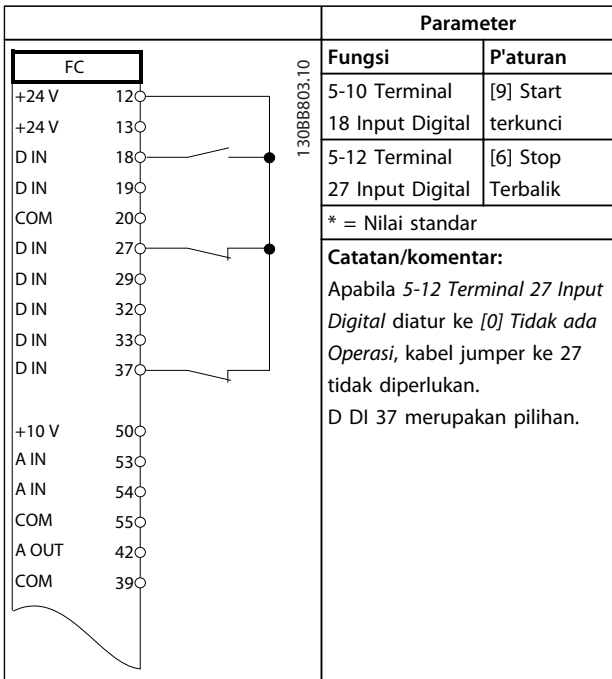 FC
+24 V 12
+24 V 13
D IN 18
D IN 19
COM 20
D IN 27
D IN 29
D IN 32
D IN 33
D IN 37
+10 V 50
A IN 53
A IN 54
COM 55
A OUT 42
COM 39
130BB803.10
Parameter
Fungsi P'aturan
5-10 Terminal [9] Start
18 Input Digital terkunci
5-12 Terminal [6] Stop
27 Input Digital Terbalik
* = Nilai standar
Catatan/komentar:
Apabila 5-12 Terminal 27 Input
Digital diatur ke [0] Tidak ada
Operasi, kabel jumper ke 27
tidak diperlukan.
D DI 37 merupakan pilihan.